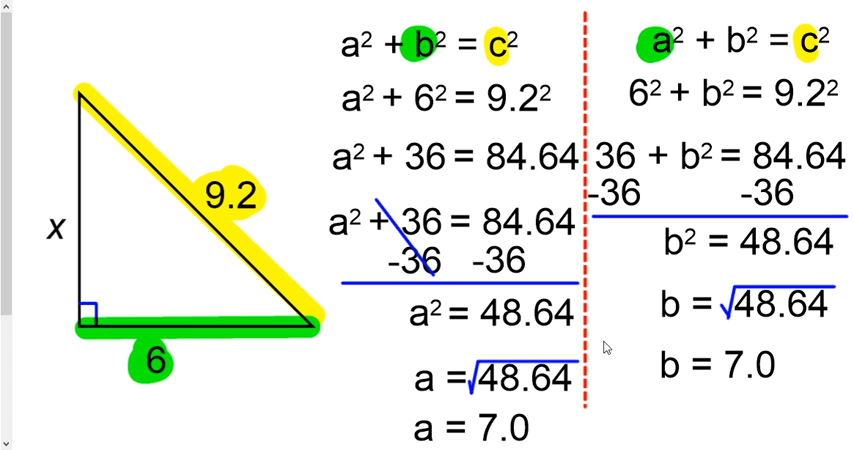 x
9.2
6
a² + b² = c²
a² + 6² = 9.2²
a² + 36 = 84.64
a² + 36 = 84.64
-36 -36
a² = 48.64
a = √48.64
a = 7.0
a² + b² = c²
6² + b² = 9.2²
36 + b² = 84.64
-36 -36
b² = 48.64
b = √48.64
b = 7.0